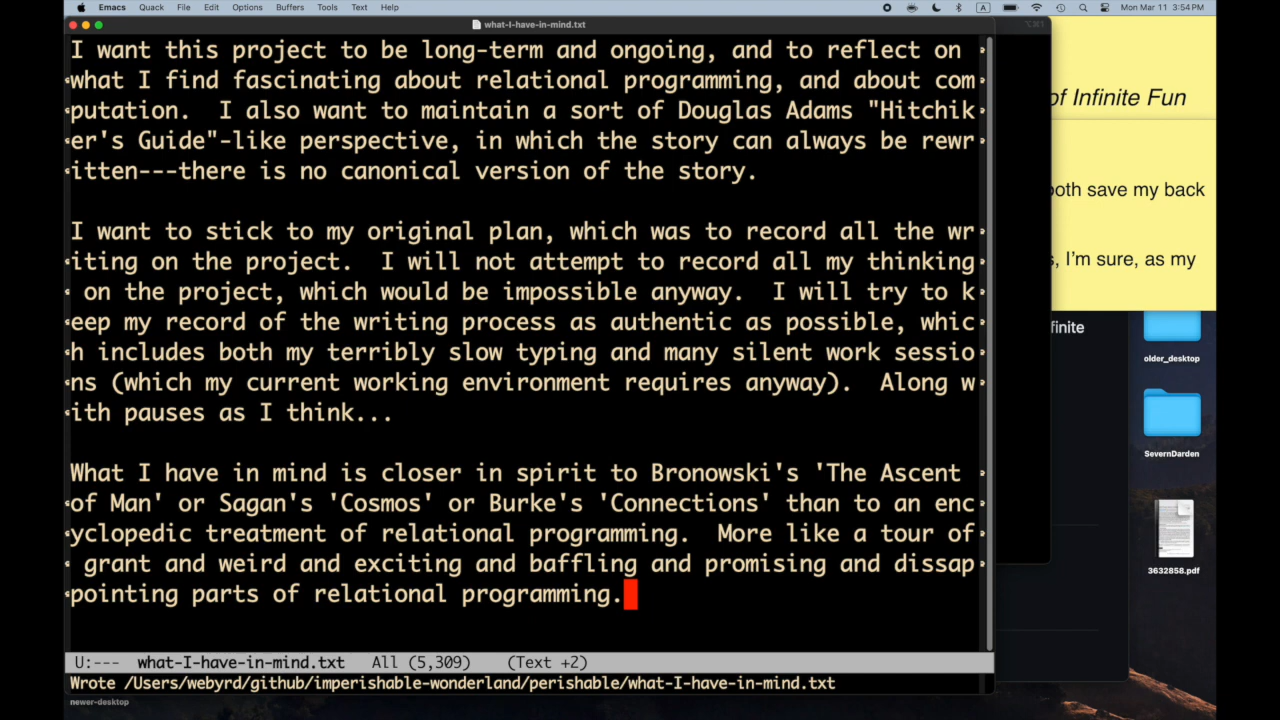 Emacs Quack File Edit Options Buffers Tools Text Help
A
Mon Mar 11 3:54 PM
what-I-have-in-mind.txt
I want this project to be long-term and ongoing, and to reflect on
what I find fascinating about relational programming, and about com
putation.  I also want to maintain a sort of Douglas Adams "Hitchik
er's Guide"-like perspective, in which the story can always be rewr
itten---there is no canonical version of the story.
I want to stick to my original plan, which was to record all the wr
iting on the project.  I will not attempt to record all my thinking
on the project, which would be impossible anyway.  I will try to k
eep my record of the writing process as authentic as possible, whic
h includes both my terribly slow typing and many silent work sessio
ns (which my current working environment requires anyway).  Along w
ith pauses as I think...
What I have in mind is closer in spirit to Bronowski's 'The Ascent
of Man' or Sagan's 'Cosmos' or Burke's 'Connections' than to an enc
yclopedic treatment of relational programming.  More like a tour of
grant and weird and exciting and baffling and promising and dissap
pointing parts of relational programming.
U:--- what-I-have-in-mind.txt All (5,309) (Text +2)
Wrote /Users/webyrd/github/imperishable-wonderland/perishable/what-I-have-in-mind.txt
newer-desktop
of Infinite Fun
both save my back
s, I'm sure, as my
finite
older_desktop
SevernDarden
3632858.pdf